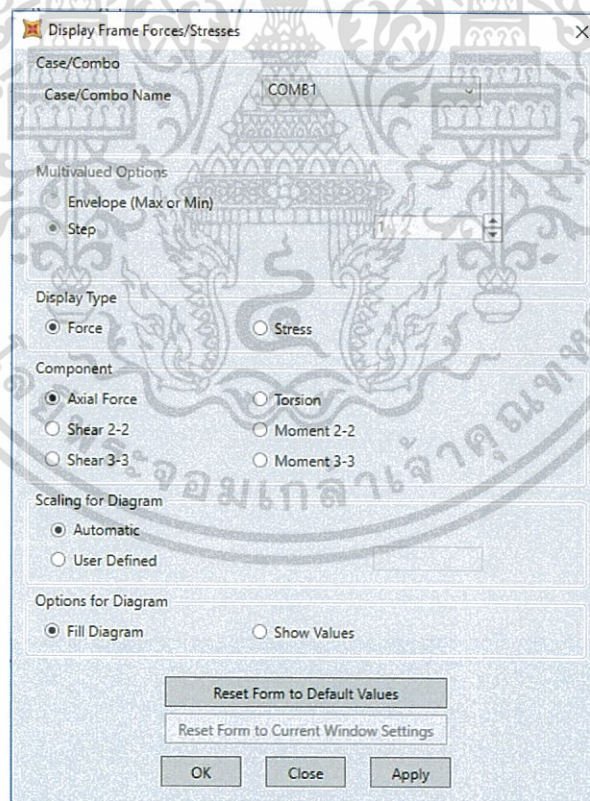 Display Frame Forces/Stresses
Case/Combo
Case/Combo Name COMB1
Multivalued Options
Envelope (Max or Min)
Step 1
Display Type
Force Stress
Component
Axial Force Torsion
Shear 2-2 Moment 2-2
Shear 3-3 Moment 3-3
Scaling for Diagram
Automatic
User Defined
Options for Diagram
Fill Diagram Show Values
Reset Form to Default Values
Reset Form to Current Window Settings
OK Close Apply